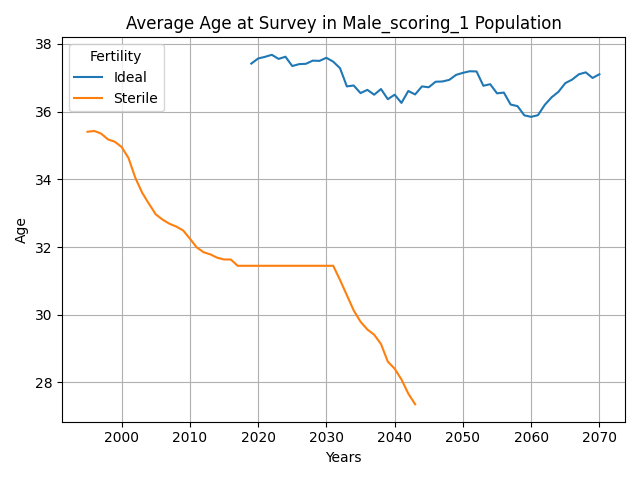 Average Age at Survey in Male_scoring_1 Population
Fertility
Ideal
Sterile
Age
38
36
34
32
30
28
2000 2010 2020 2030 2040 2050 2060 2070
Years